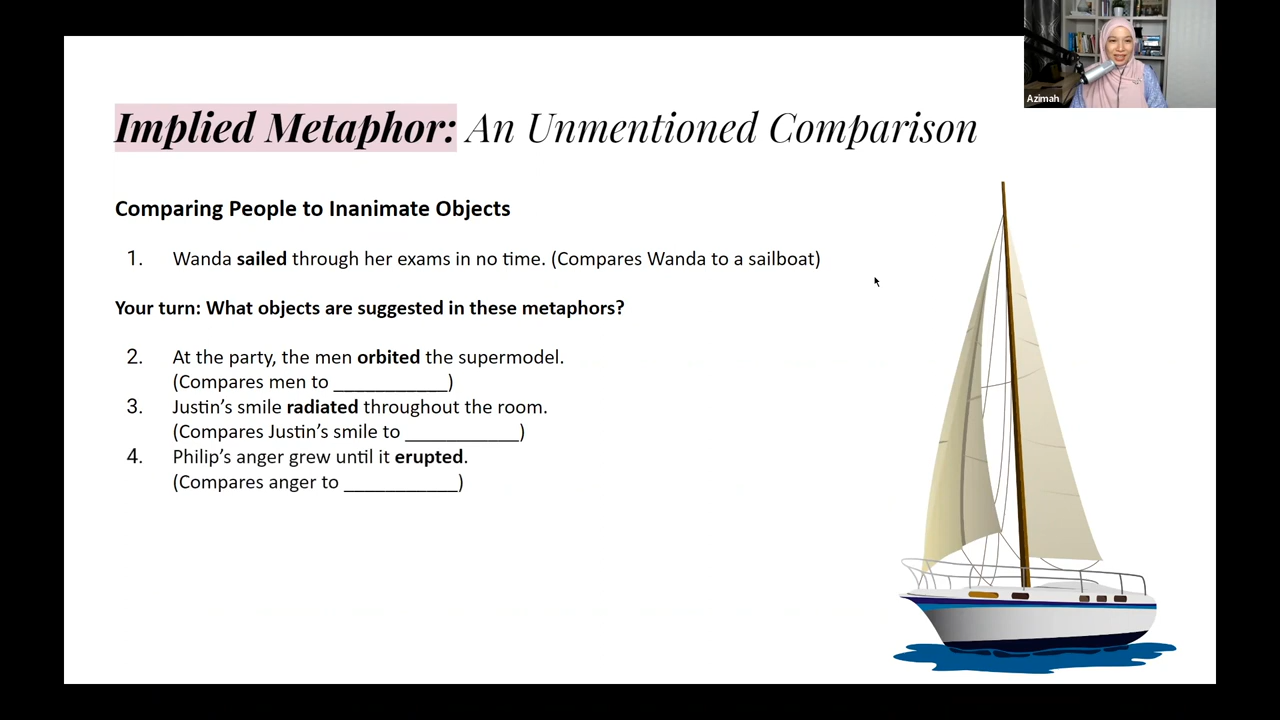 Azimah
Implied Metaphor: An Unmentioned Comparison
Comparing People to Inanimate Objects
1. Wanda sailed through her exams in no time. (Compares Wanda to a sailboat)
Your turn: What objects are suggested in these metaphors?
2. At the party, the men orbited the supermodel.
(Compares men to ___________)
3. Justin’s smile radiated throughout the room.
(Compares Justin’s smile to ___________)
4. Philip’s anger grew until it erupted.
(Compares anger to ___________)